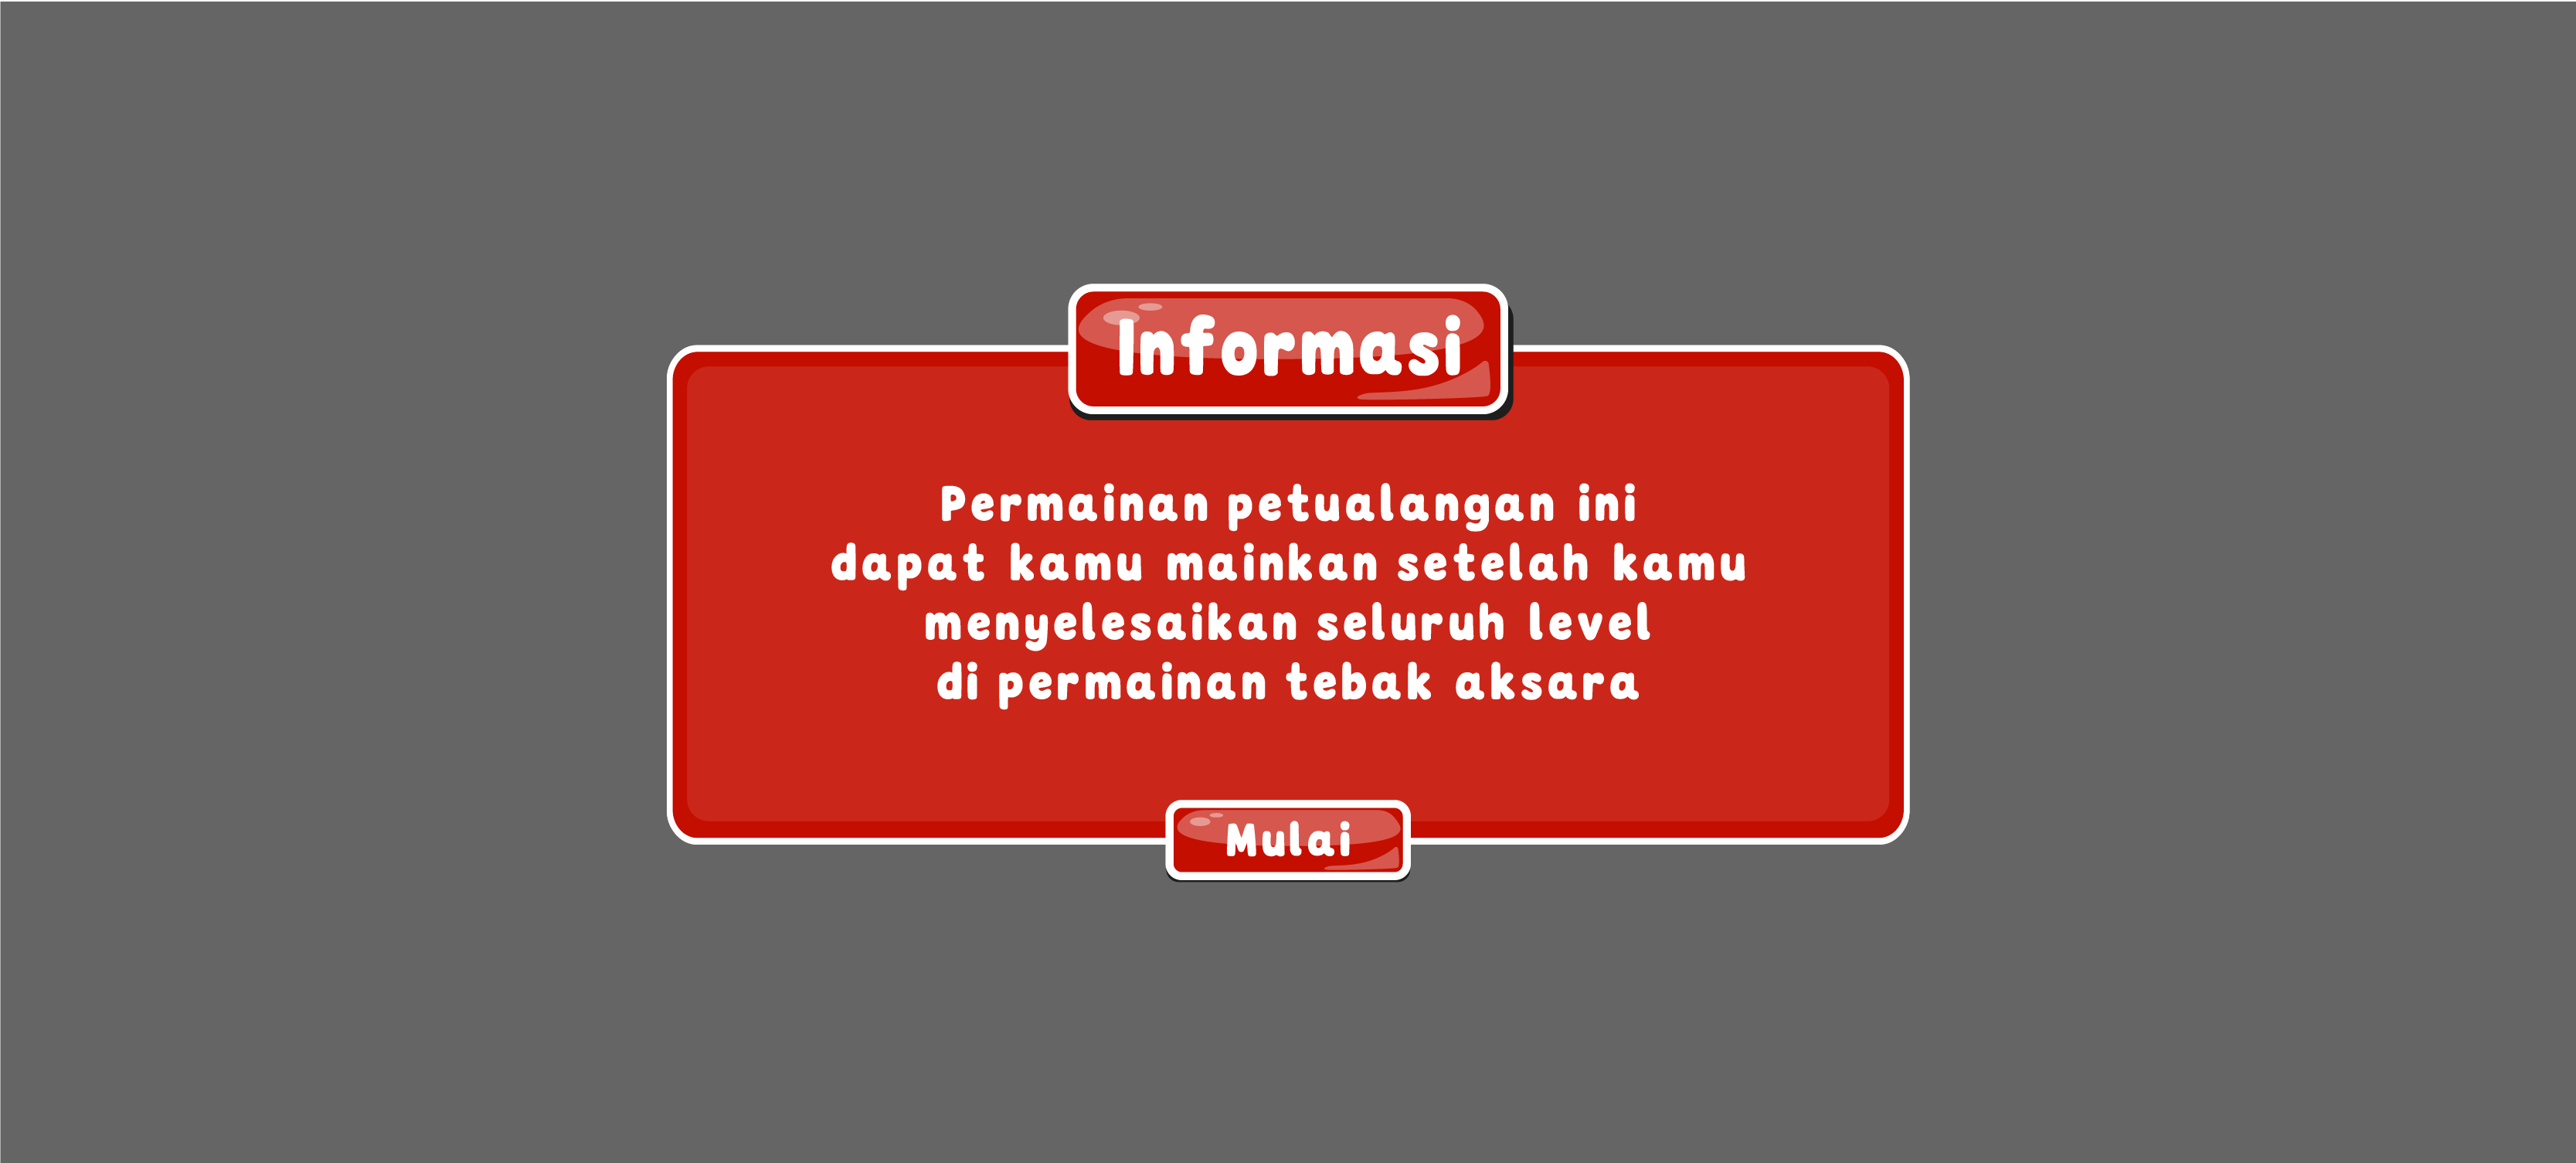 Informasi
Permainan petualangan ini
dapat kamu mainkan setelah kamu
menyelesaikan seluruh level
di permainan tebak aksara
Mulai